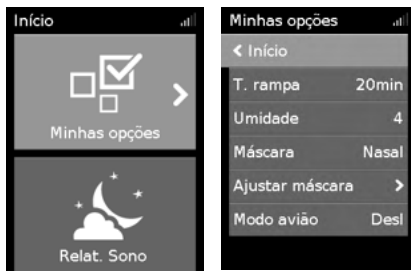 Início
Minhas opções
Relat. Sono
Minhas opções
Início
T. rampa 20min
Umidade 4
Máscara Nasal
Ajustar máscara
Modo avião Desl